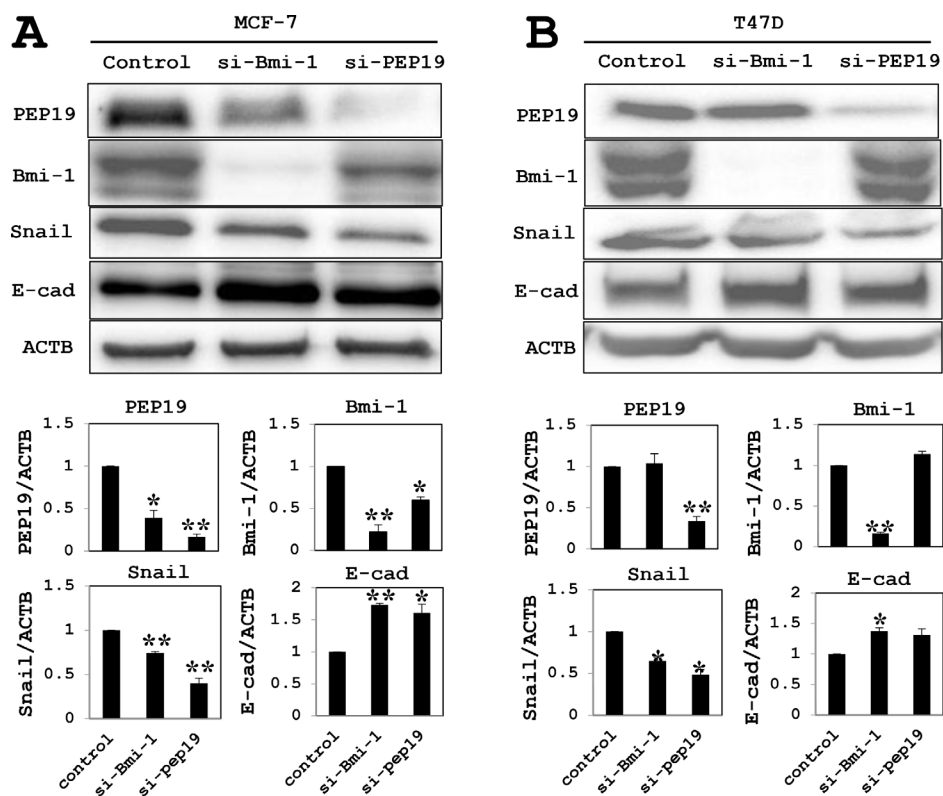 A
MCF-7
Control si-Bmi-1 si-PEP19
PEP19
Bmi-1
Snail
E-cad
ACTB
PEP19
PEP19/ACTB
1.5
1
0.5
0
*
**
Bmi-1
Bmi-1/ACTB
1.5
1
0.5
0
**
*
Snail
Snail/ACTB
1.5
1
0.5
0
**
**
control
si-Bmi-1
si-pep19
E-cad
E-cad/ACTB
2
1.5
1
0.5
0
**
*
control
si-Bmi-1
si-pep19
B
T47D
Control si-Bmi-1 si-PEP19
PEP19
Bmi-1
Snail
E-cad
ACTB
PEP19
PEP19/ACTB
1.5
1
0.5
0
**
Bmi-1
Bmi-1/ACTB
1.5
1
0.5
0
**
Snail
Snail/ACTB
1.5
1
0.5
0
*
*
control
si-Bmi-1
si-pep19
E-cad
E-cad/ACTB
2
1.5
1
0.5
0
*
control
si-Bmi-1
si-pep19